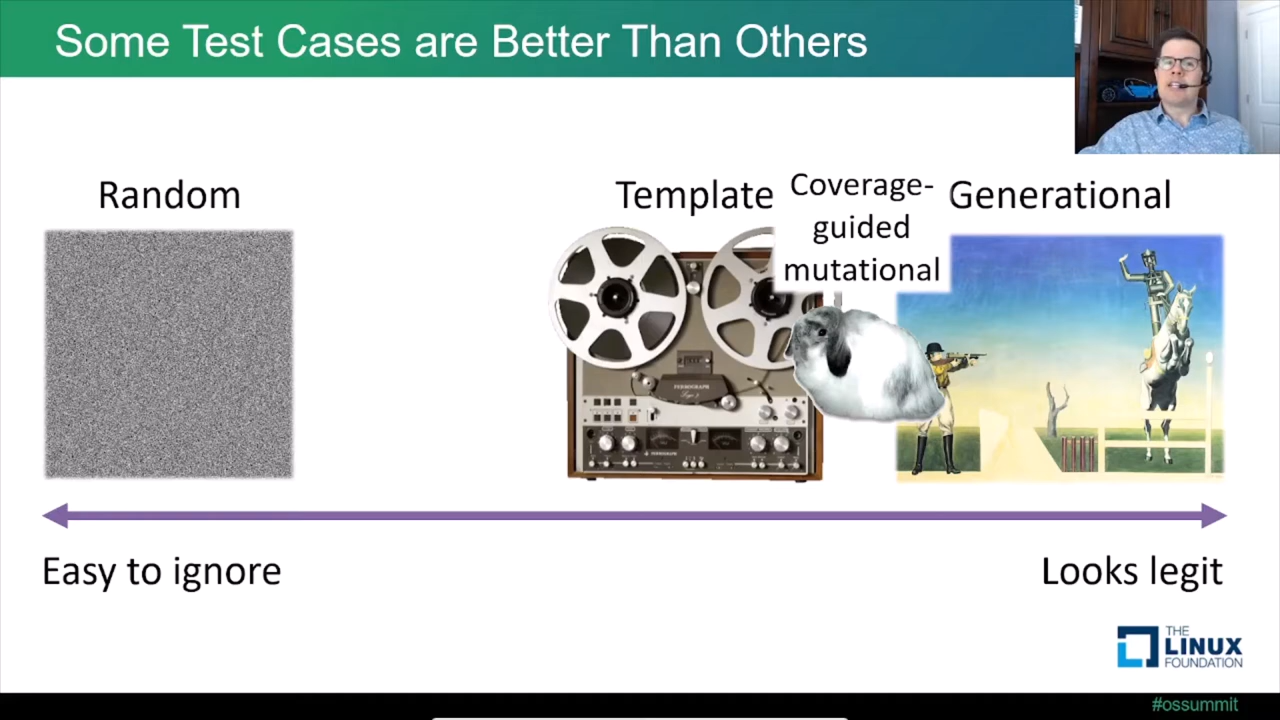 Some Test Cases are Better Than Others
Random
Template
Coverage-
guided
mutational
Generational
FERROGRAPH
Easy to ignore
Looks legit
THE
LINUX
FOUNDATION
#ossummit